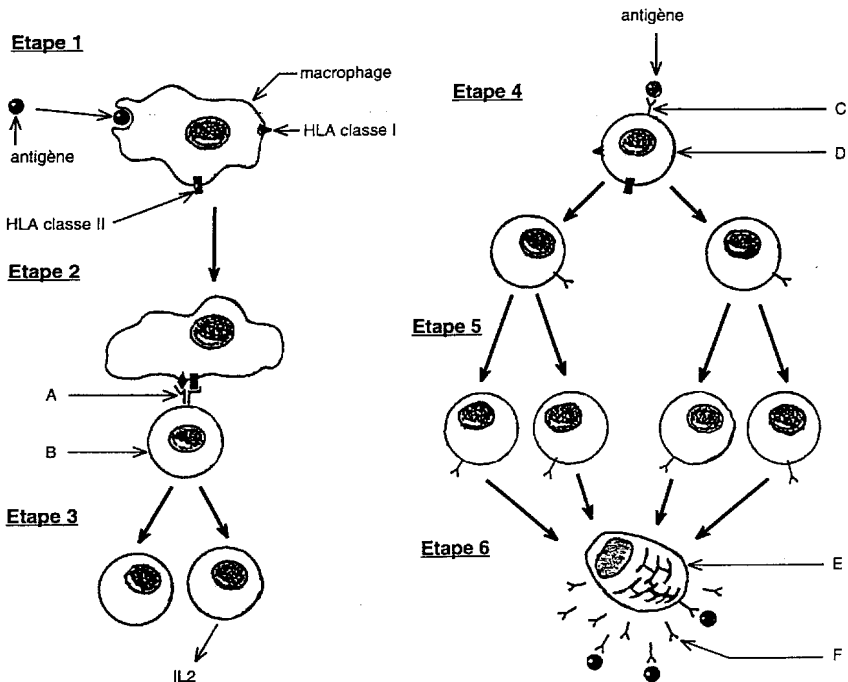 Etape 1
macrophage
antigène
HLA classe I
HLA classe II
Etape 2
A
B
Etape 3
IL2
antigène
Etape 4
C
D
Etape 5
Etape 6
E
F